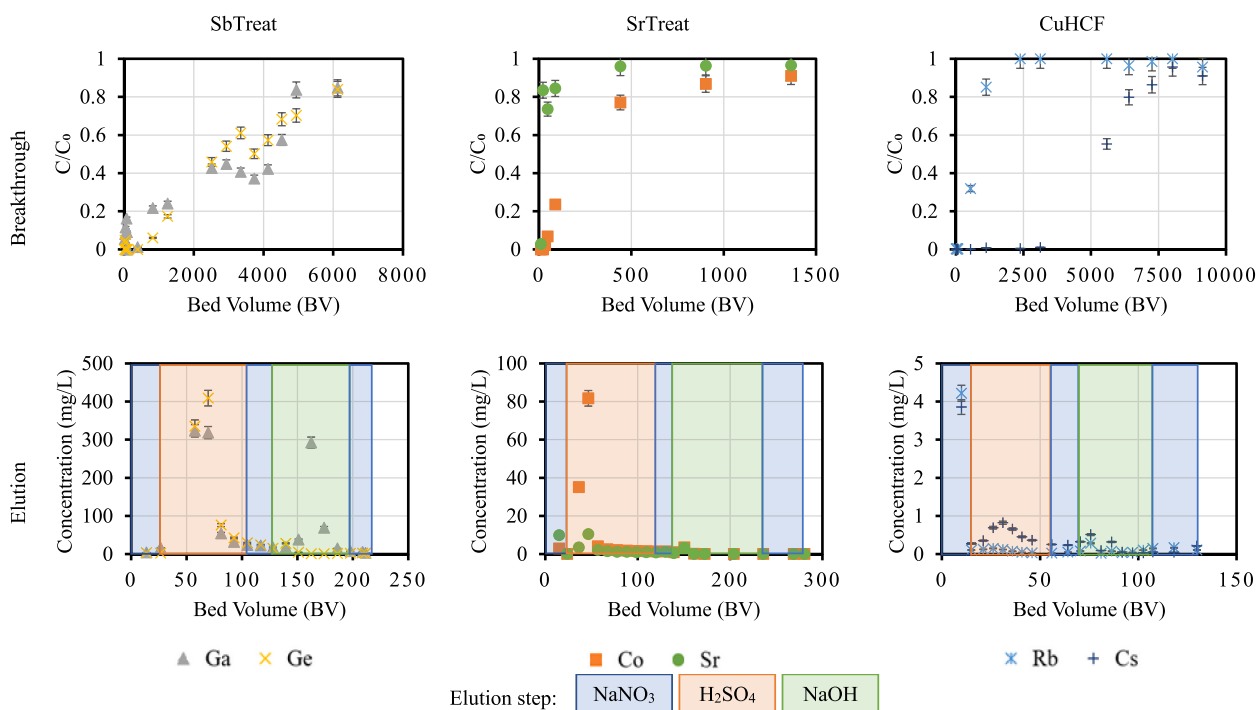 SbTreat
SrTreat
CuHCF
Breakthrough
C/C₀
1
0.8
0.6
0.4
0.2
0
0 2000 4000 6000 8000
Bed Volume (BV)
C/C₀
1
0.8
0.6
0.4
0.2
0
0 500 1000 1500
Bed Volume (BV)
C/C₀
1
0.8
0.6
0.4
0.2
0
0 2500 5000 7500 10000
Bed Volume (BV)
Elution
Concentration (mg/L)
500
400
300
200
100
0
0 50 100 150 200 250
Bed Volume (BV)
Concentration (mg/L)
100
80
60
40
20
0
0 100 200 300
Bed Volume (BV)
Concentration (mg/L)
5
4
3
2
1
0
0 50 100 150
Bed Volume (BV)
Ga Ge
Co Sr
Rb Cs
Elution step: NaNO₃ H₂SO₄ NaOH